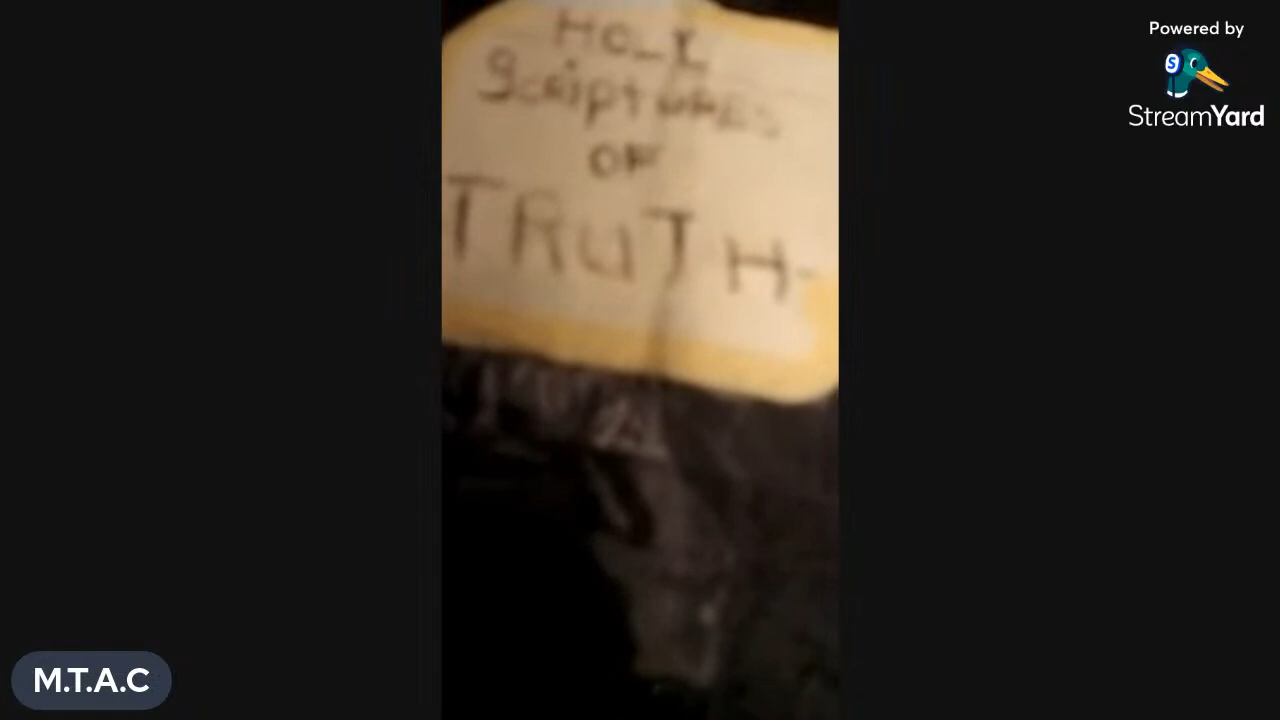 Powered by
StreamYard
Scriptures
OF
TRUTH
M.T.A.C